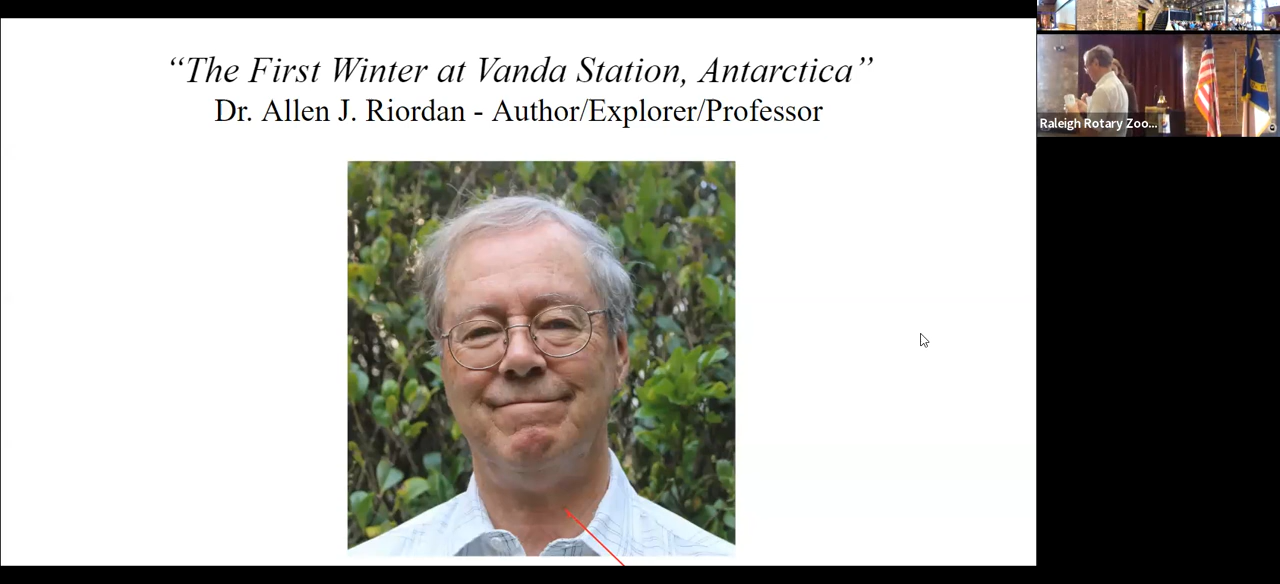 “The First Winter at Vanda Station, Antarctica”
Dr. Allen J. Riordan - Author/Explorer/Professor
Raleigh Rotary Zoo...